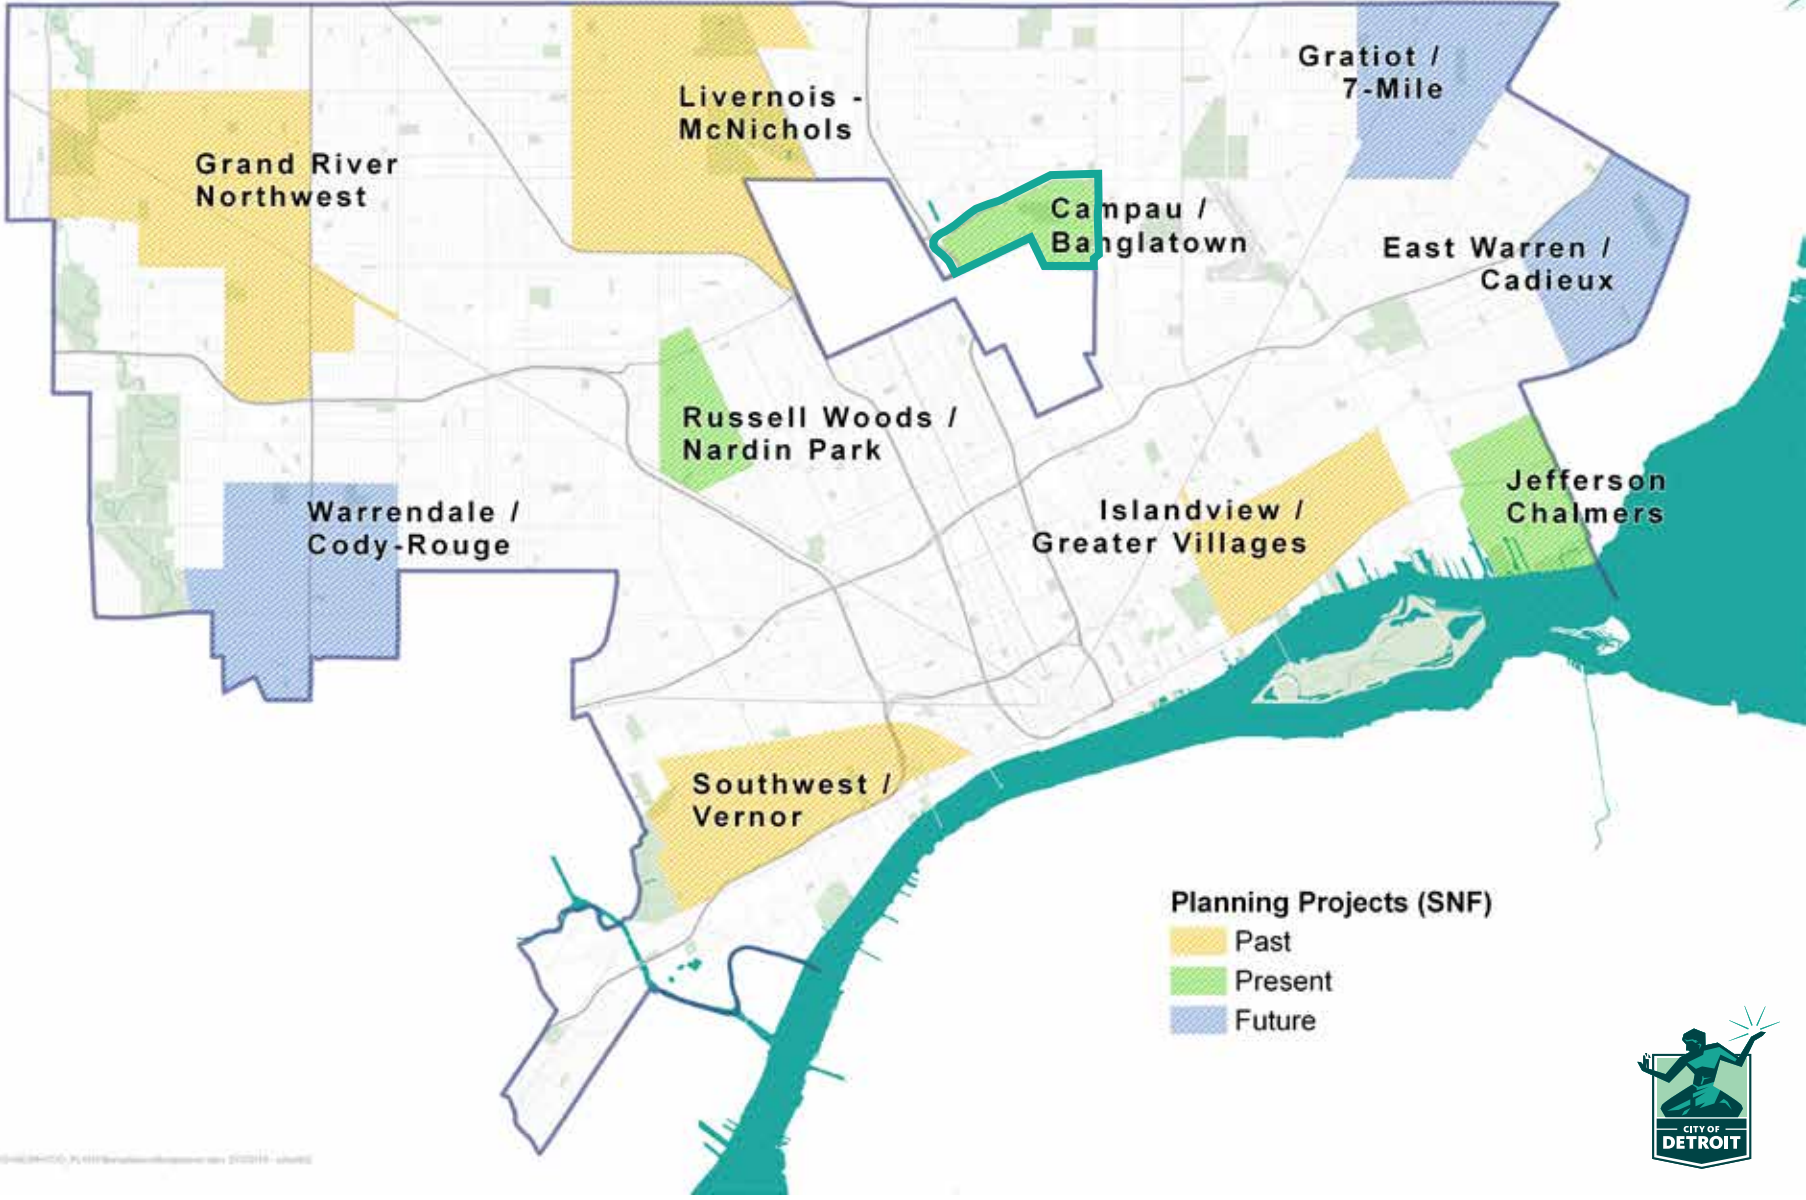 Gratiot /
7-Mile
Livernois -
McNichols
Grand River
Northwest
Campau /
Banglatown
East Warren /
Cadieux
Russell Woods /
Nardin Park
Jefferson
Chalmers
Warrendale /
Cody-Rouge
Islandview /
Greater Villages
Southwest /
Vernor
Planning Projects (SNF)
Past
Present
Future
CITY OF
DETROIT